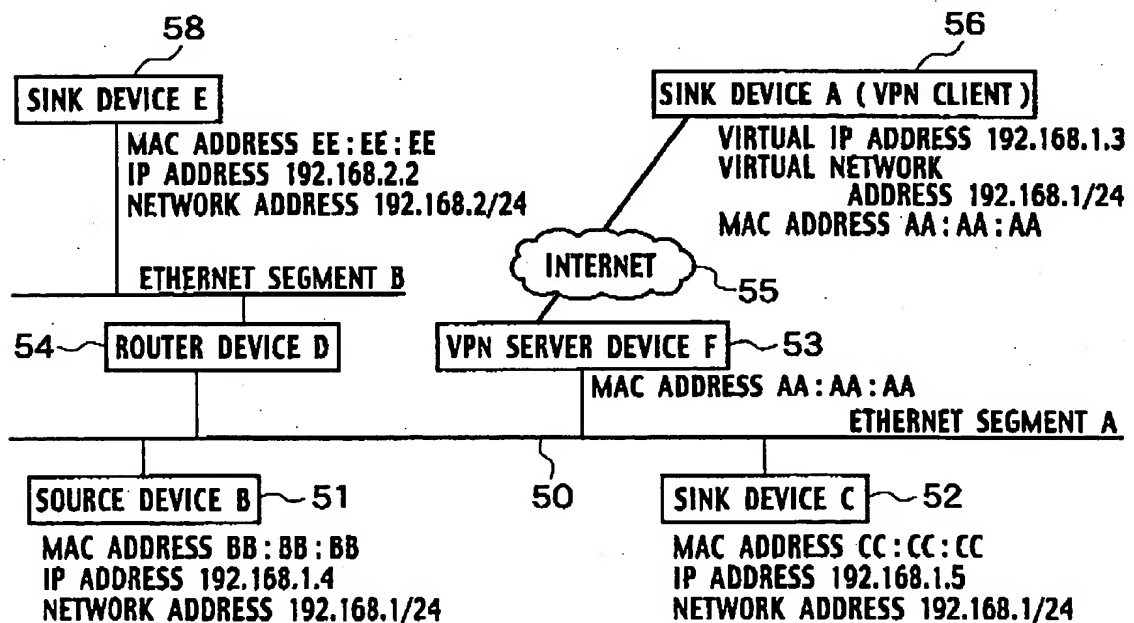 58
SINK DEVICE E
MAC ADDRESS EE:EE:EE
IP ADDRESS 192.168.2.2
NETWORK ADDRESS 192.168.2/24
56
SINK DEVICE A (VPN CLIENT)
VIRTUAL IP ADDRESS 192.168.1.3
VIRTUAL NETWORK
ADDRESS 192.168.1/24
MAC ADDRESS AA:AA:AA
INTERNET
55
ETHERNET SEGMENT B
54
ROUTER DEVICE D
VPN SERVER DEVICE F
53
MAC ADDRESS AA:AA:AA
ETHERNET SEGMENT A
50
SOURCE DEVICE B
51
MAC ADDRESS BB:BB:BB
IP ADDRESS 192.168.1.4
NETWORK ADDRESS 192.168.1/24
SINK DEVICE C
52
MAC ADDRESS CC:CC:CC
IP ADDRESS 192.168.1.5
NETWORK ADDRESS 192.168.1/24